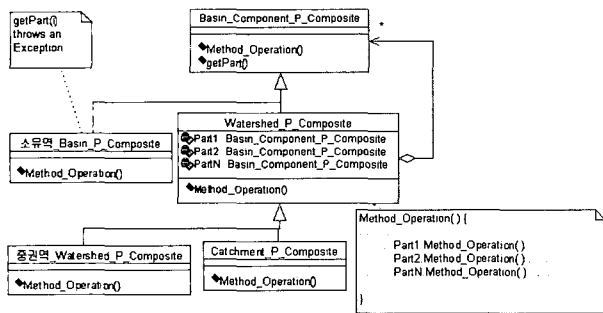 getPart(i)
throws an
Exception
Basin_Component_P_Composite
*
Method_Operation()
getPart()
소유역_Basin_P_Composite
Method_Operation()
Watershed_P_Composite
Part1 Basin_Component_P_Composite
Part2 Basin_Component_P_Composite
PartN Basin_Component_P_Composite
Method_Operation()
중권역_Watershed_P_Composite
Method_Operation()
Catchment_P_Composite
Method_Operation()
Method_Operation() {
Part1.Method_Operation()
Part2.Method_Operation()
PartN.Method_Operation()
}